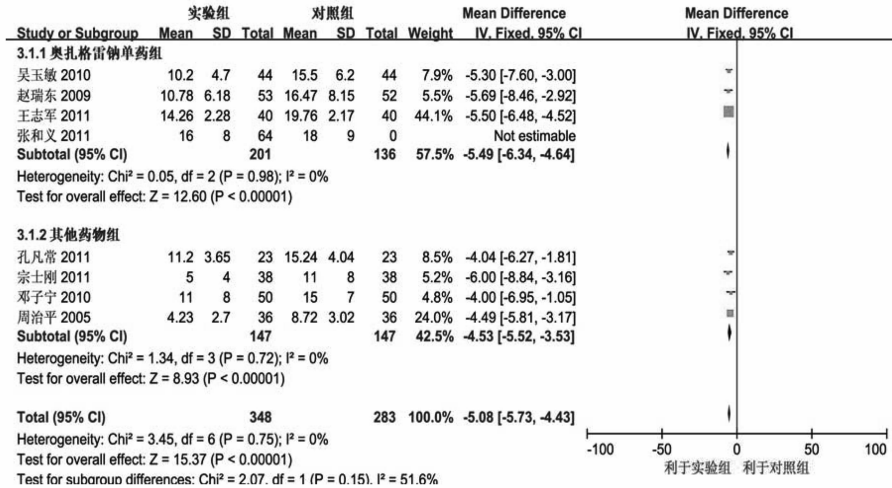 实验组 对照组 Mean Difference Mean Difference
Study or Subgroup Mean SD Total Mean SD Total Weight IV. Fixed. 95% CI IV. Fixed. 95% CI
3.1.1 奥扎格雷钠单药组
吴玉敏 2010 10.2 4.7 44 15.5 6.2 44 7.9% -5.30 [-7.60, -3.00]
赵瑞东 2009 10.78 6.18 53 16.47 8.15 52 5.5% -5.69 [-8.46, -2.92]
王志军 2011 14.26 2.28 40 19.76 2.17 40 44.1% -5.50 [-6.48, -4.52]
张和义 2011 16 8 64 18 9 0 Not estimable
Subtotal (95% CI) 201 136 57.5% -5.49 [-6.34, -4.64]
Heterogeneity: Chi² = 0.05, df = 2 (P = 0.98); I² = 0%
Test for overall effect: Z = 12.60 (P < 0.00001)
3.1.2 其他药物组
孔凡常 2011 11.2 3.65 23 15.24 4.04 23 8.5% -4.04 [-6.27, -1.81]
宗士刚 2011 5 4 38 11 8 38 5.2% -6.00 [-8.84, -3.16]
邓子宁 2010 11 8 50 15 7 50 4.8% -4.00 [-6.95, -1.05]
周治平 2005 4.23 2.7 36 8.72 3.02 36 24.0% -4.49 [-5.81, -3.17]
Subtotal (95% CI) 147 147 42.5% -4.53 [-5.52, -3.53]
Heterogeneity: Chi² = 1.34, df = 3 (P = 0.72); I² = 0%
Test for overall effect: Z = 8.93 (P < 0.00001)
Total (95% CI) 348 283 100.0% -5.08 [-5.73, -4.43]
Heterogeneity: Chi² = 3.45, df = 6 (P = 0.75); I² = 0%
Test for overall effect: Z = 15.37 (P < 0.00001)
Test for subgroup differences: Chi² = 2.07, df = 1 (P = 0.15), I² = 51.6%
-100 -50 0 50 100
利于实验组 利于对照组